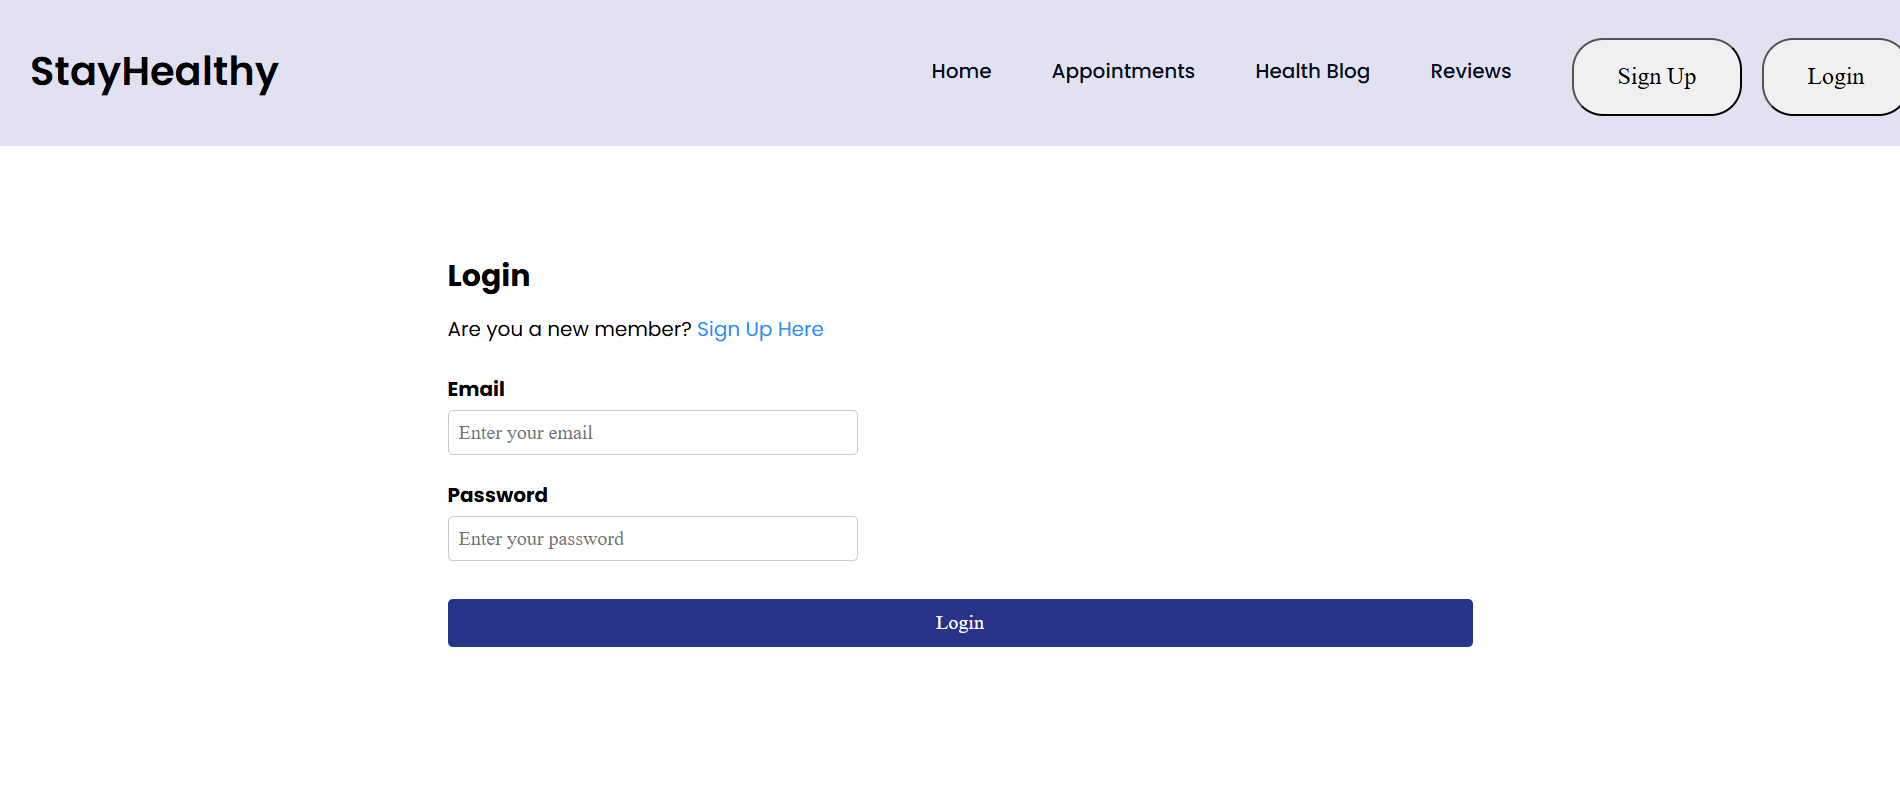 StayHealthy
Home Appointments Health Blog Reviews Sign Up Login
Login
Are you a new member? Sign Up Here
Email
Enter your email
Password
Enter your password
Login